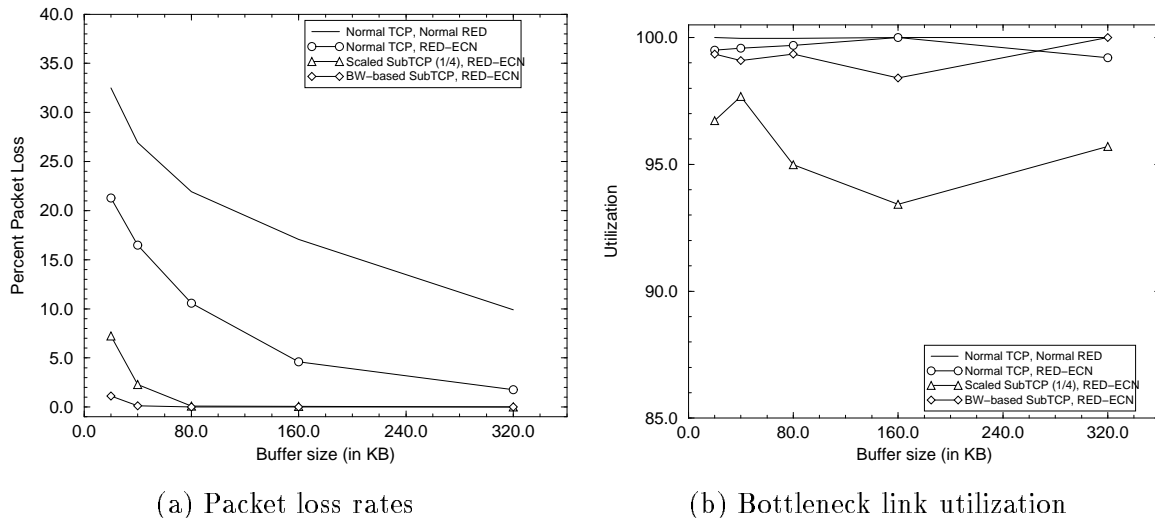 40.0
35.0
30.0
25.0
20.0
15.0
10.0
5.0
0.0
Percent Packet Loss
Normal TCP, Normal RED
Normal TCP, RED−ECN
Scaled SubTCP (1/4), RED−ECN
BW−based SubTCP, RED−ECN
0.0 80.0 160.0 240.0 320.0
Buffer size (in KB)
(a) Packet loss rates
100.0
95.0
90.0
85.0
Utilization
Normal TCP, Normal RED
Normal TCP, RED−ECN
Scaled SubTCP (1/4), RED−ECN
BW−based SubTCP, RED−ECN
0.0 80.0 160.0 240.0 320.0
Buffer size (in KB)
(b) Bottleneck link utilization